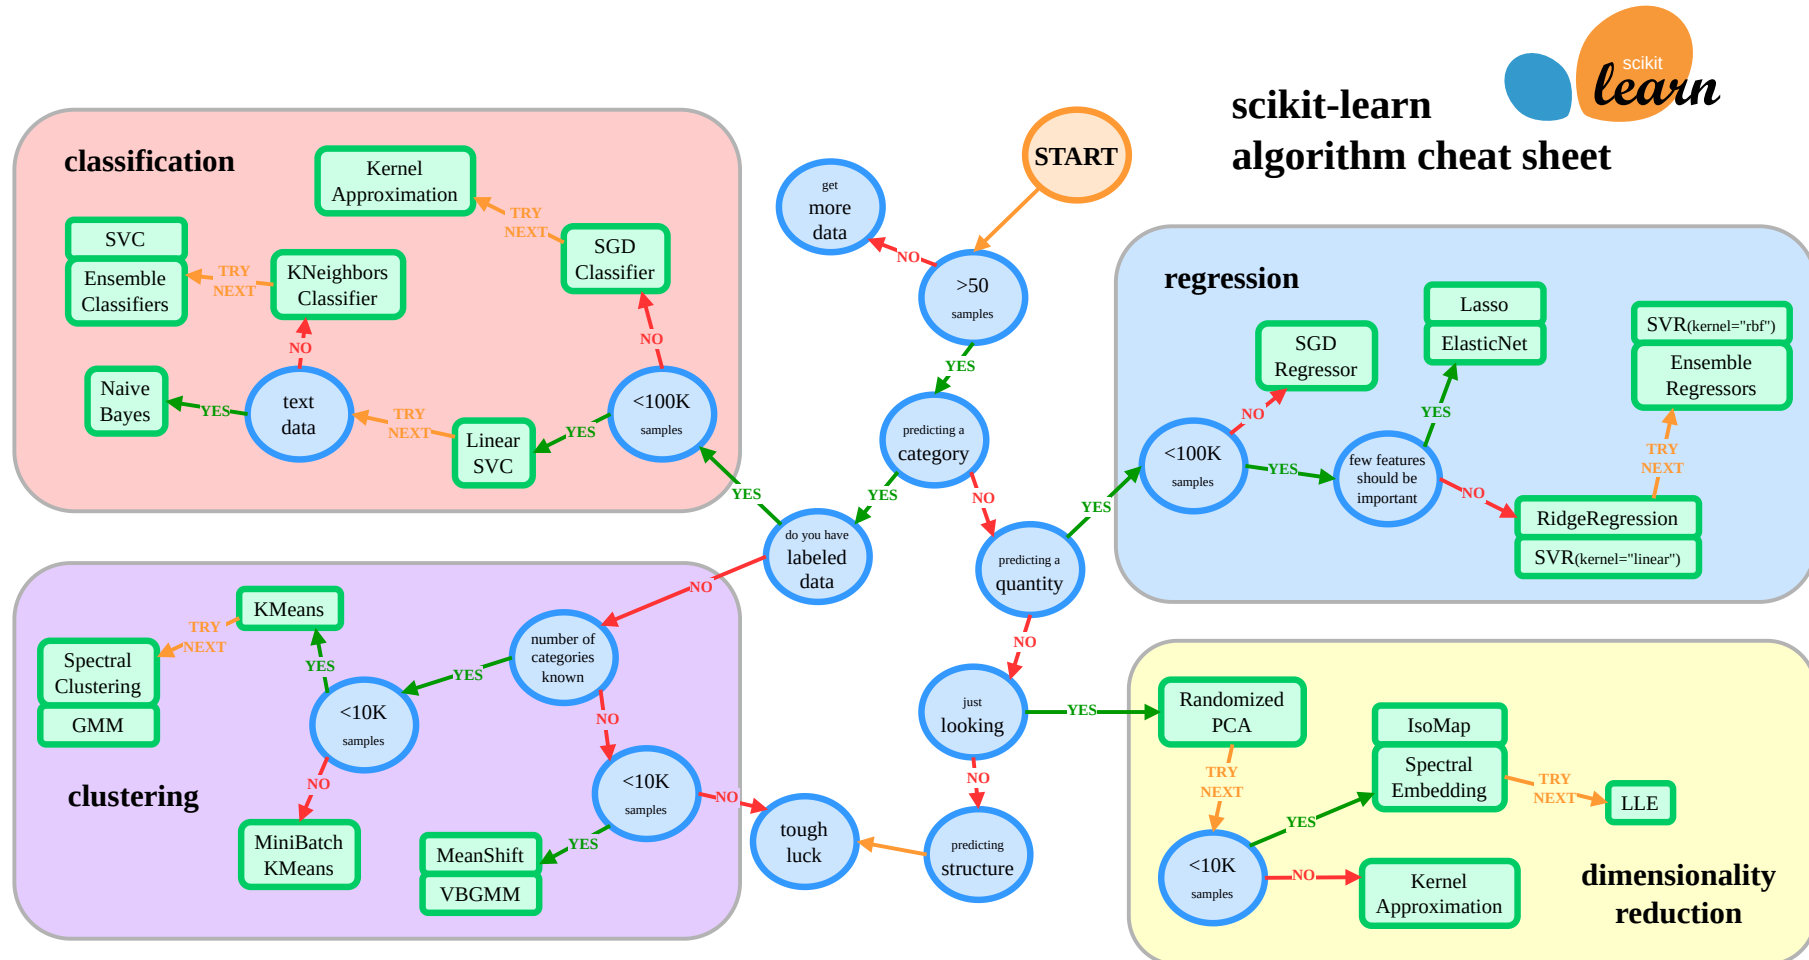 scikit
learn
scikit-learn
algorithm cheat sheet
START
get
more
data
NO
>50
samples
YES
predicting a
category
YES
NO
do you have
labeled
data
YES
NO
predicting a
quantity
YES
NO
just
looking
YES
NO
predicting
structure
tough
luck
classification
Kernel
Approximation
TRY
NEXT
SGD
Classifier
SVC
Ensemble
Classifiers
TRY
NEXT
KNeighbors
Classifier
NO
NO
Naive
Bayes
YES
text
data
TRY
NEXT
Linear
SVC
YES
<100K
samples
regression
SGD
Regressor
Lasso
ElasticNet
SVR(kernel="rbf")
Ensemble
Regressors
NO
YES
TRY
NEXT
<100K
samples
YES
few features
should be
important
NO
RidgeRegression
SVR(kernel="linear")
clustering
KMeans
TRY
NEXT
Spectral
Clustering
GMM
YES
<10K
samples
YES
number of
categories
known
NO
NO
MiniBatch
KMeans
<10K
samples
NO
YES
MeanShift
VBGMM
dimensionality
reduction
Randomized
PCA
TRY
NEXT
IsoMap
Spectral
Embedding
TRY
NEXT
LLE
YES
<10K
samples
NO
Kernel
Approximation